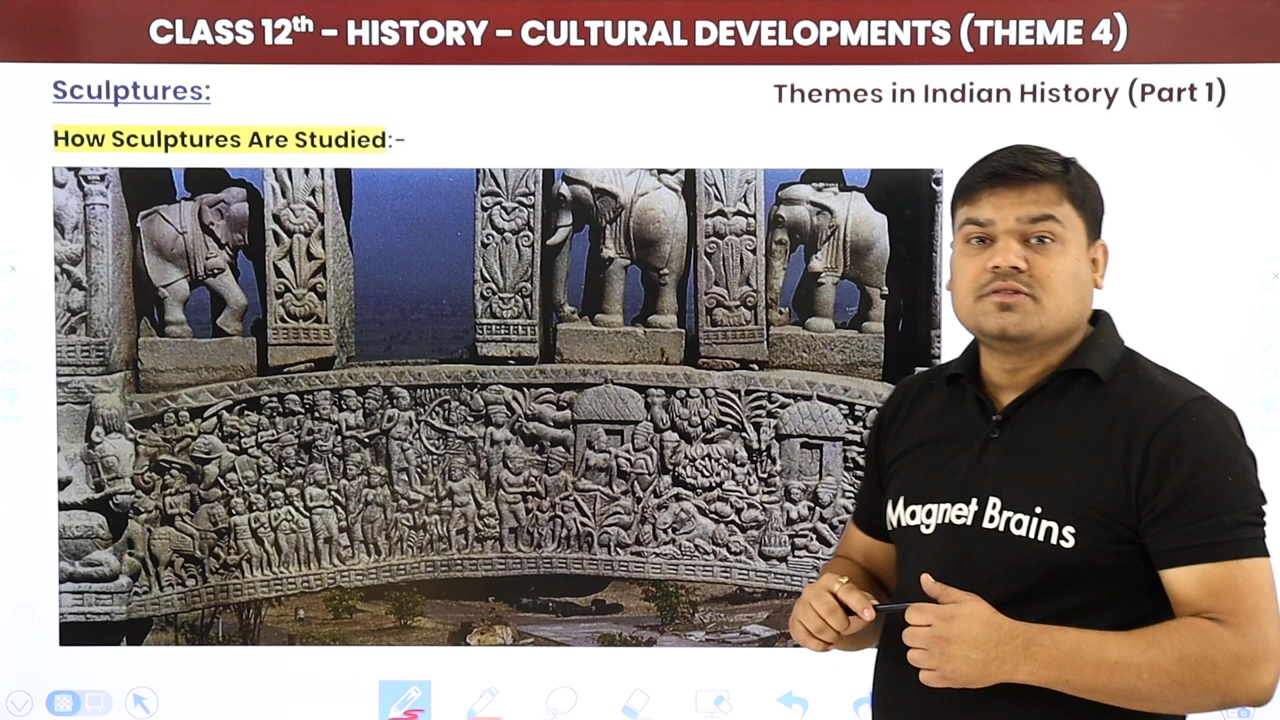 CLASS 12th - HISTORY - CULTURAL DEVELOPMENTS (THEME 4)
Sculptures:
Themes in Indian History (Part 1)
How Sculptures Are Studied:-
Magnet Brains